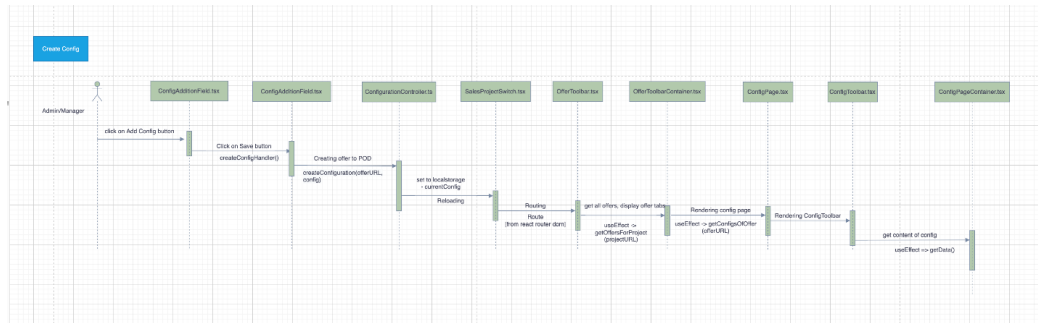 Create Config
ConfigAdditionField.tsx
ConfigAdditionField.tsx
ConfigurationController.ts
SalesProjectSwitch.tsx
OfferToolbar.tsx
OfferToolbarContainer.tsx
ConfigPage.tsx
ConfigToolbar.tsx
ConfigPageContainer.tsx
Admin/Manager
click on Add Config button
Click on Save button
createConfigHandler()
Creating offer to POD
createConfiguration(offerURL,
config)
set to localstorage
- currentConfig
Reloading
Routing
Route
(from react router dom)
get all offers, display offer tabs
useEffect ->
getOffersForProject
(projectURL)
Rendering config page
useEffect -> getConfigsOfOffer
(offerURL)
Rendering ConfigToolbar
get content of config
useEffect => getData()